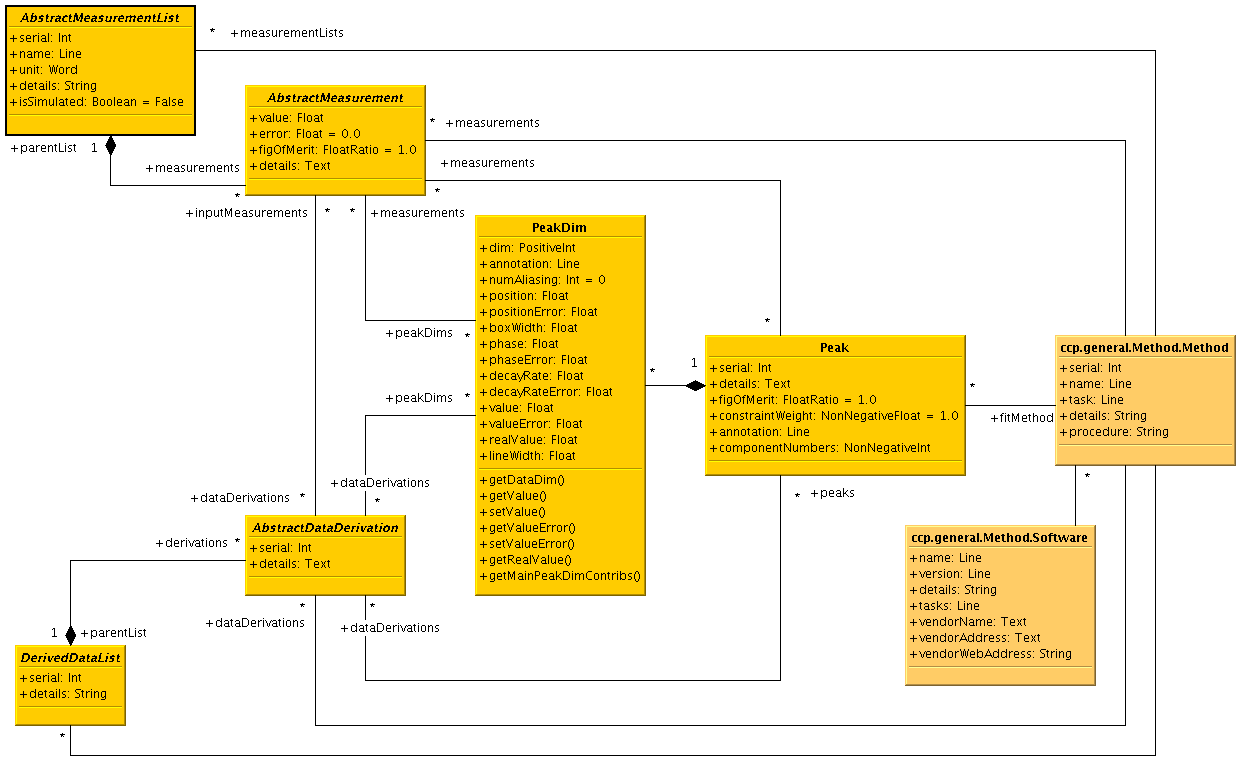 AbstractMeasurementList
+serial: Int
+name: Line
+unit: Word
+details: String
+isSimulated: Boolean = False
* +measurementLists
+parentList 1
+measurements
*
AbstractMeasurement
+value: Float
+error: Float = 0.0
+figOfMerit: FloatRatio = 1.0
+details: Text
* +measurements
+measurements
*
+inputMeasurements *
* +measurements
PeakDim
+dim: PositiveInt
+annotation: Line
+numAliasing: Int = 0
+position: Float
+positionError: Float
+boxWidth: Float
+phase: Float
+phaseError: Float
+decayRate: Float
+decayRateError: Float
+value: Float
+valueError: Float
+realValue: Float
+lineWidth: Float
+getDataDim()
+getValue()
+setValue()
+getValueError()
+setValueError()
+getRealValue()
+getMainPeakDimContribs()
+peakDims *
+peakDims *
*
* 1
Peak
+serial: Int
+details: Text
+figOfMerit: FloatRatio = 1.0
+constraintWeight: NonNegativeFloat = 1.0
+annotation: Line
+componentNumbers: NonNegativeInt
*
+fitMethod
* +peaks
ccp.general.Method.Method
+serial: Int
+name: Line
+task: Line
+details: String
+procedure: String
*
ccp.general.Method.Software
+name: Line
+version: Line
+details: String
+tasks: Line
+vendorName: Text
+vendorAddress: Text
+vendorWebAddress: String
+dataDerivations *
+dataDerivations
*
AbstractDataDerivation
+serial: Int
+details: Text
+derivations *
*
+dataDerivations
*
+dataDerivations
1 +parentList
DerivedDataList
+serial: Int
+details: String
*